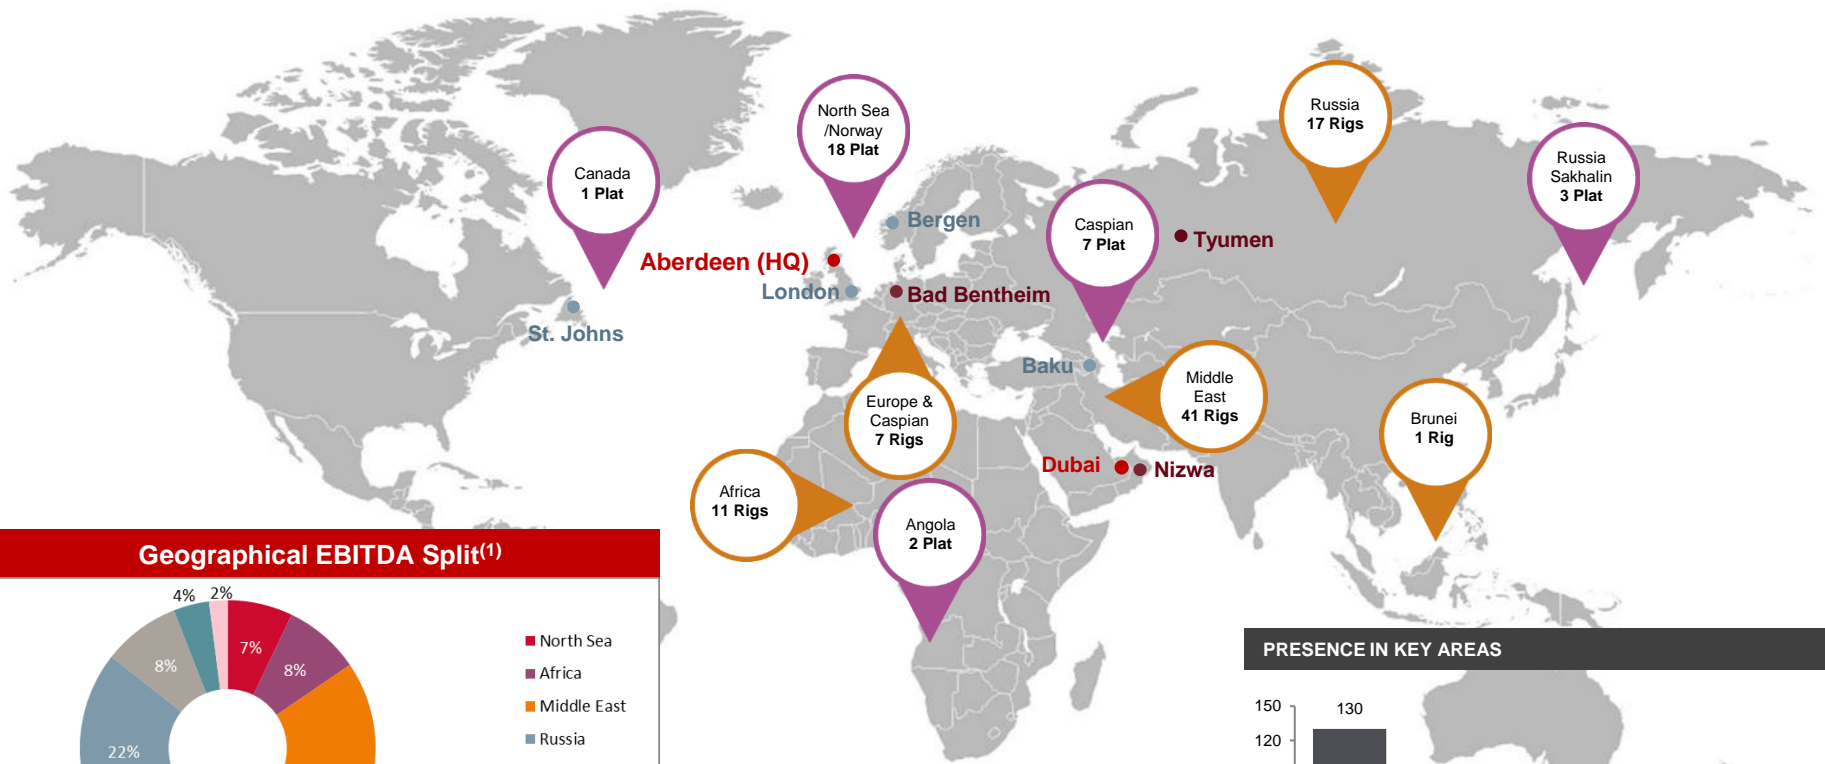 Canada
1 Plat
North Sea
/Norway
18 Plat
Russia
17 Rigs
Russia
Sakhalin
3 Plat
Caspian
7 Plat
Bergen
Tyumen
Aberdeen (HQ)
London
Bad Bentheim
St. Johns
Baku
Middle
East
41 Rigs
Europe &
Caspian
7 Rigs
Brunei
1 Rig
Dubai
Nizwa
Africa
11 Rigs
Angola
2 Plat
Geographical EBITDA Split(1)
4%
2%
7%
8%
8%
22%
North Sea
Africa
Middle East
Russia
PRESENCE IN KEY AREAS
150
130
120